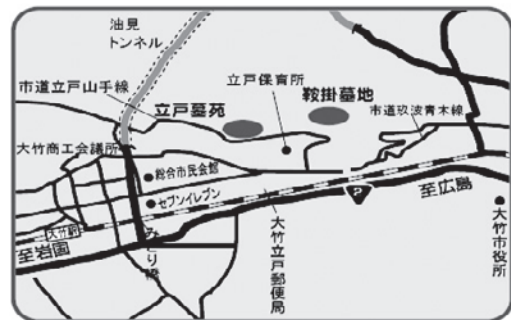 油見
トンネル
市道立戸山手線
立戸墓苑
立戸保育所
鞍掛墓地
市道玖波青木線
大竹商工会議所
総合市民会館
セブンイレブン
大竹駅
至岩国
みどり橋
大竹立戸郵便局
2
至広島
大竹市役所